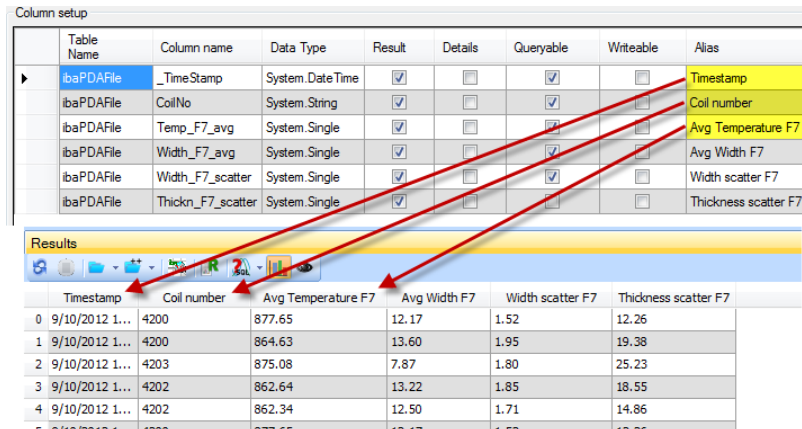 Column setup
Table Name Column name Data Type Result Details Queryable Writeable Alias
ibaPDAFile _TimeStamp System.DateTime Timestamp
ibaPDAFile CoilNo System.String Coil number
ibaPDAFile Temp_F7_avg System.Single Avg Temperature F7
ibaPDAFile Width_F7_avg System.Single Avg Width F7
ibaPDAFile Width_F7_scatter System.Single Width scatter F7
ibaPDAFile Thickn_F7_scatter System.Single Thickness scatter F7
Results
Timestamp Coil number Avg Temperature F7 Avg Width F7 Width scatter F7 Thickness scatter F7
0 9/10/2012 1... 4200 877.65 12.17 1.52 12.26
1 9/10/2012 1... 4200 864.63 13.60 1.95 19.38
2 9/10/2012 1... 4203 875.08 7.87 1.80 25.23
3 9/10/2012 1... 4202 862.64 13.22 1.85 18.55
4 9/10/2012 1... 4202 862.34 12.50 1.71 14.86